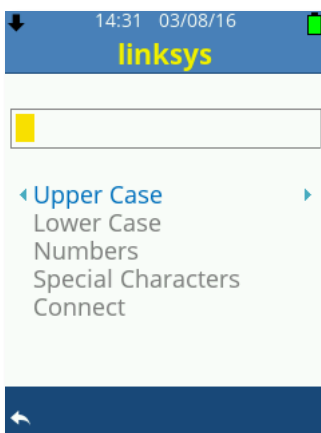 14:31 03/08/16
linksys
Upper Case
Lower Case
Numbers
Special Characters
Connect